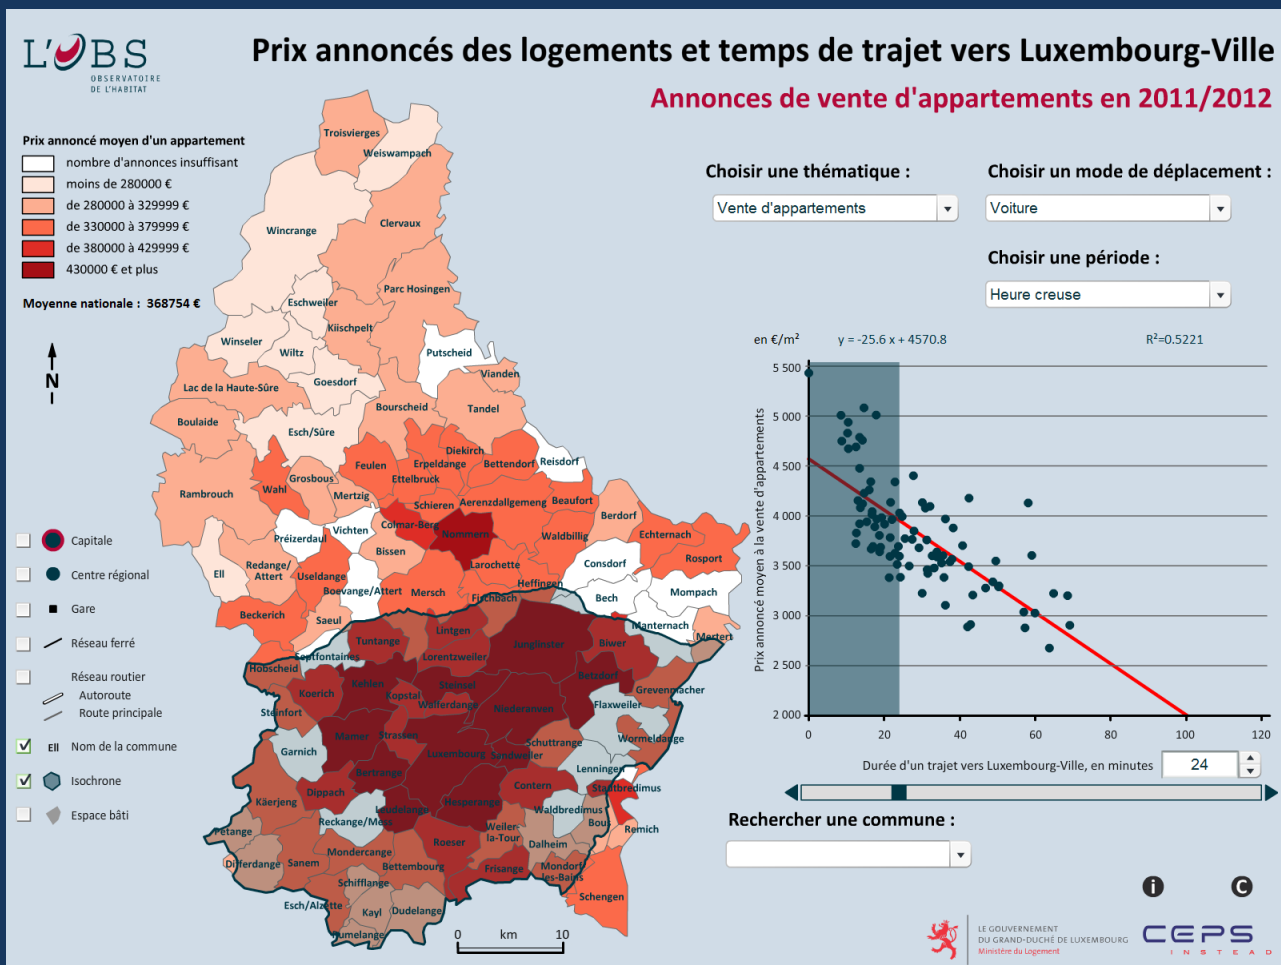 L'OBS
OBSERVATOIRE
DE L'HABITAT
Prix annoncés des logements et temps de trajet vers Luxembourg-Ville
Annonces de vente d'appartements en 2011/2012
Prix annoncé moyen d'un appartement
nombre d'annonces insuffisant
moins de 280000 €
de 280000 à 329999 €
de 330000 à 379999 €
de 380000 à 429999 €
430000 € et plus
Moyenne nationale : 368754 €
N
Capitale
Centre régional
Gare
Réseau ferré
Réseau routier
Autoroute
Route principale
Ell Nom de la commune
Isochrone
Espace bâti
Troisvierges
Weiswampach
Clervaux
Wincrange
Parc Hosingen
Eschweiler
Kiischpelt
Winseler
Wiltz
Putscheid
Vianden
Goesdorf
Lac de la Haute-Sûre
Bourscheid
Tandel
Boulaide
Esch/Sûre
Diekirch
Feulen
Erpeldange
Bettendorf
Reisdorf
Ettelbruck
Grosbous
Wahl
Rambrouch
Mertzig
Schieren
Aerenzdallgemeng
Beaufort
Berdorf
Vichten
Colmar-Berg
Nommern
Waldbillig
Echternach
Préizerdaul
Bissen
Consdorf
Rosport
Ell
Redange/
Attert
Useldange
Larochette
Boevange/Attert
Mersch
Heffingen
Fischbach
Bech
Mompach
Beckerich
Saeul
Manternach
Mertert
Tuntange
Lintgen
Junglinster
Biwer
Septfontaines
Lorentzweiler
Hobscheid
Koerich
Kehlen
Kopstal
Steinsel
Walferdange
Betzdorf
Grevenmacher
Flaxweiler
Niederanven
Steinfort
Mamer
Strassen
Schuttrange
Wormeldange
Garnich
Luxembourg
Sandweiler
Bertrange
Lenningen
Dippach
Contern
Stadtbredimus
Käerjeng
Leudelange
Hesperange
Waldbredimus
Reckange/Mess
Bous
Remich
Pétange
Weiler-
la-Tour
Mondercange
Roeser
Dalheim
Differdange
Sanem
Bettembourg
Frisange
Mondorf-
les-Bains
Schifflange
Schengen
Esch/Alzette
Kayl
Dudelange
Rumelange
0 km 10
Choisir une thématique :
Vente d'appartements
Choisir un mode de déplacement :
Voiture
Choisir une période :
Heure creuse
en €/m²
y = -25.6 x + 4570.8
R²=0.5221
Prix annoncé moyen à la vente d'appartements
5 500
5 000
4 500
4 000
3 500
3 000
2 500
2 000
0 20 40 60 80 100 120
Durée d'un trajet vers Luxembourg-Ville, en minutes
24
Rechercher une commune :
i
C
LE GOUVERNEMENT
DU GRAND-DUCHÉ DE LUXEMBOURG
Ministère du Logement
CEPS
INSTEAD